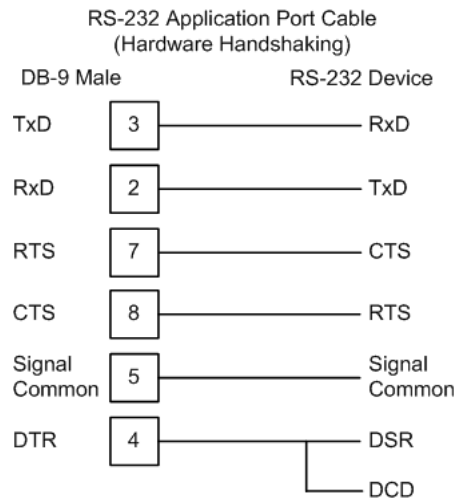 RS-232 Application Port Cable
(Hardware Handshaking)
DB-9 Male RS-232 Device
TxD 3 RxD
RxD 2 TxD
RTS 7 CTS
CTS 8 RTS
Signal Common 5 Signal Common
DTR 4 DSR
DCD